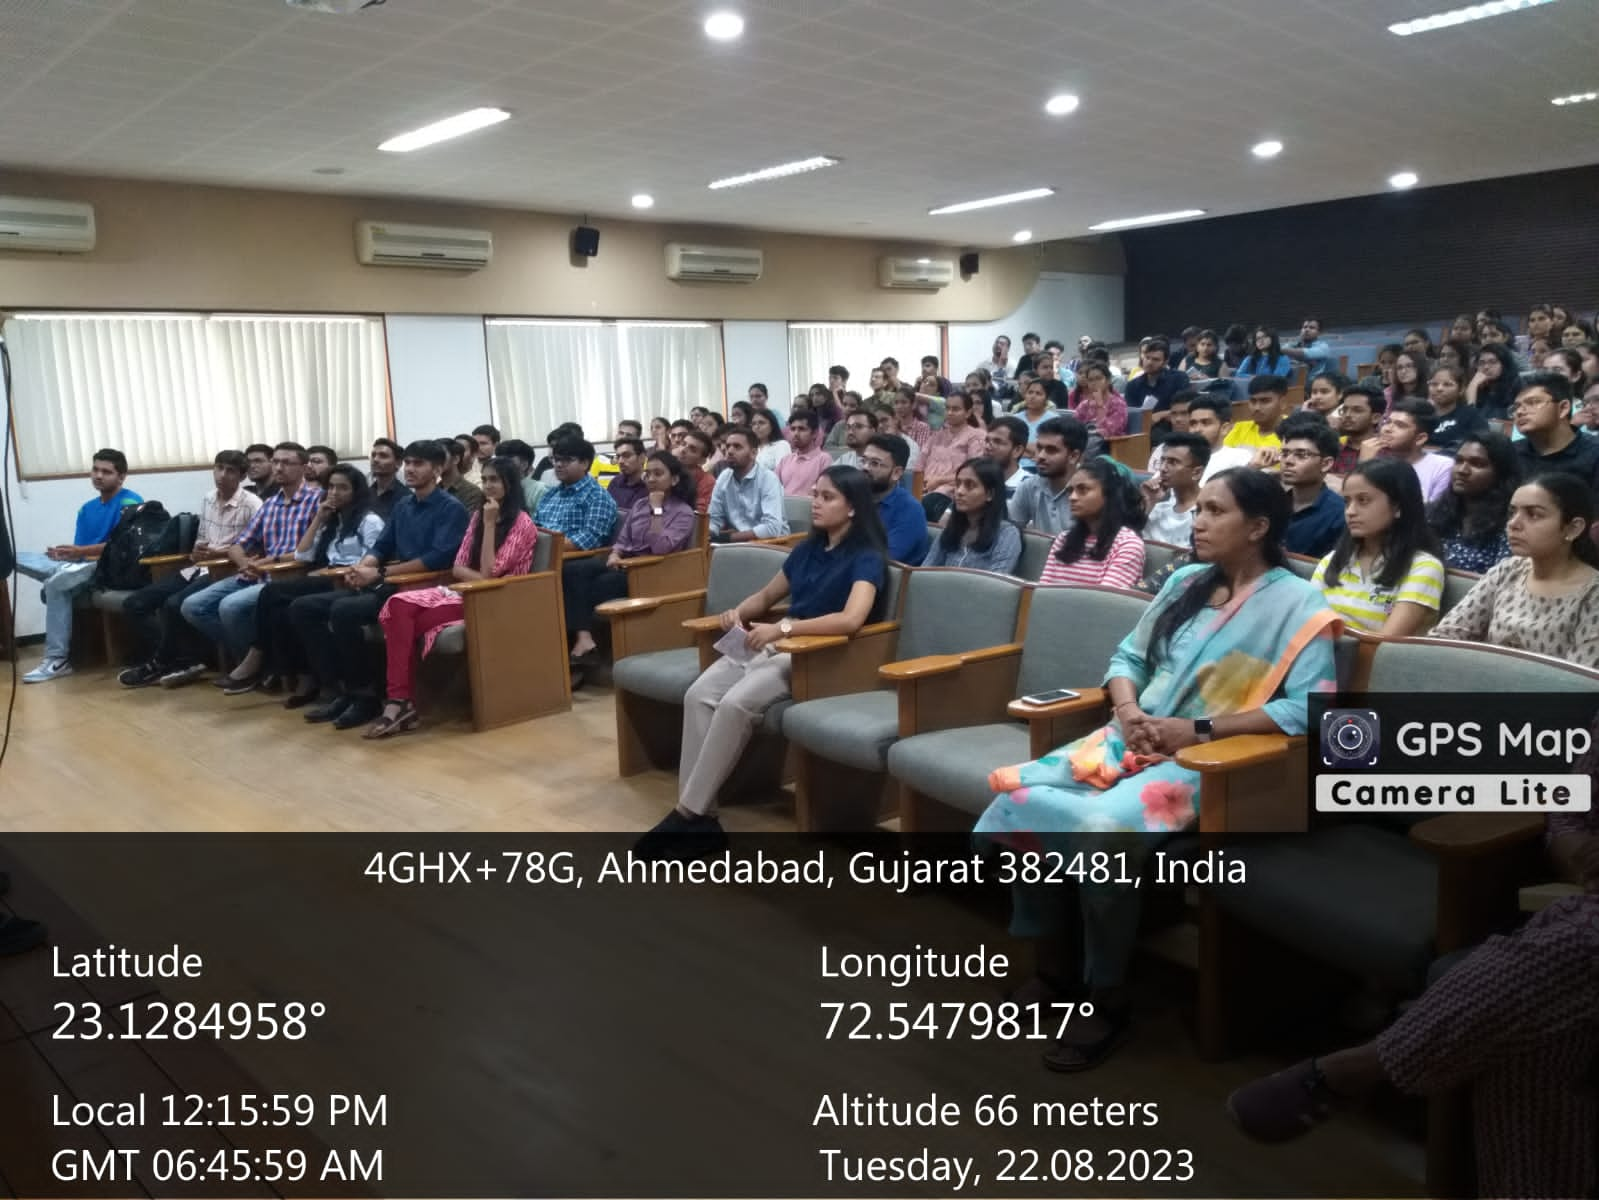 GPS Map
Camera Lite
4GHX+78G, Ahmedabad, Gujarat 382481, India
Latitude
23.1284958°
Longitude
72.5479817°
Local 12:15:59 PM
GMT 06:45:59 AM
Altitude 66 meters
Tuesday, 22.08.2023